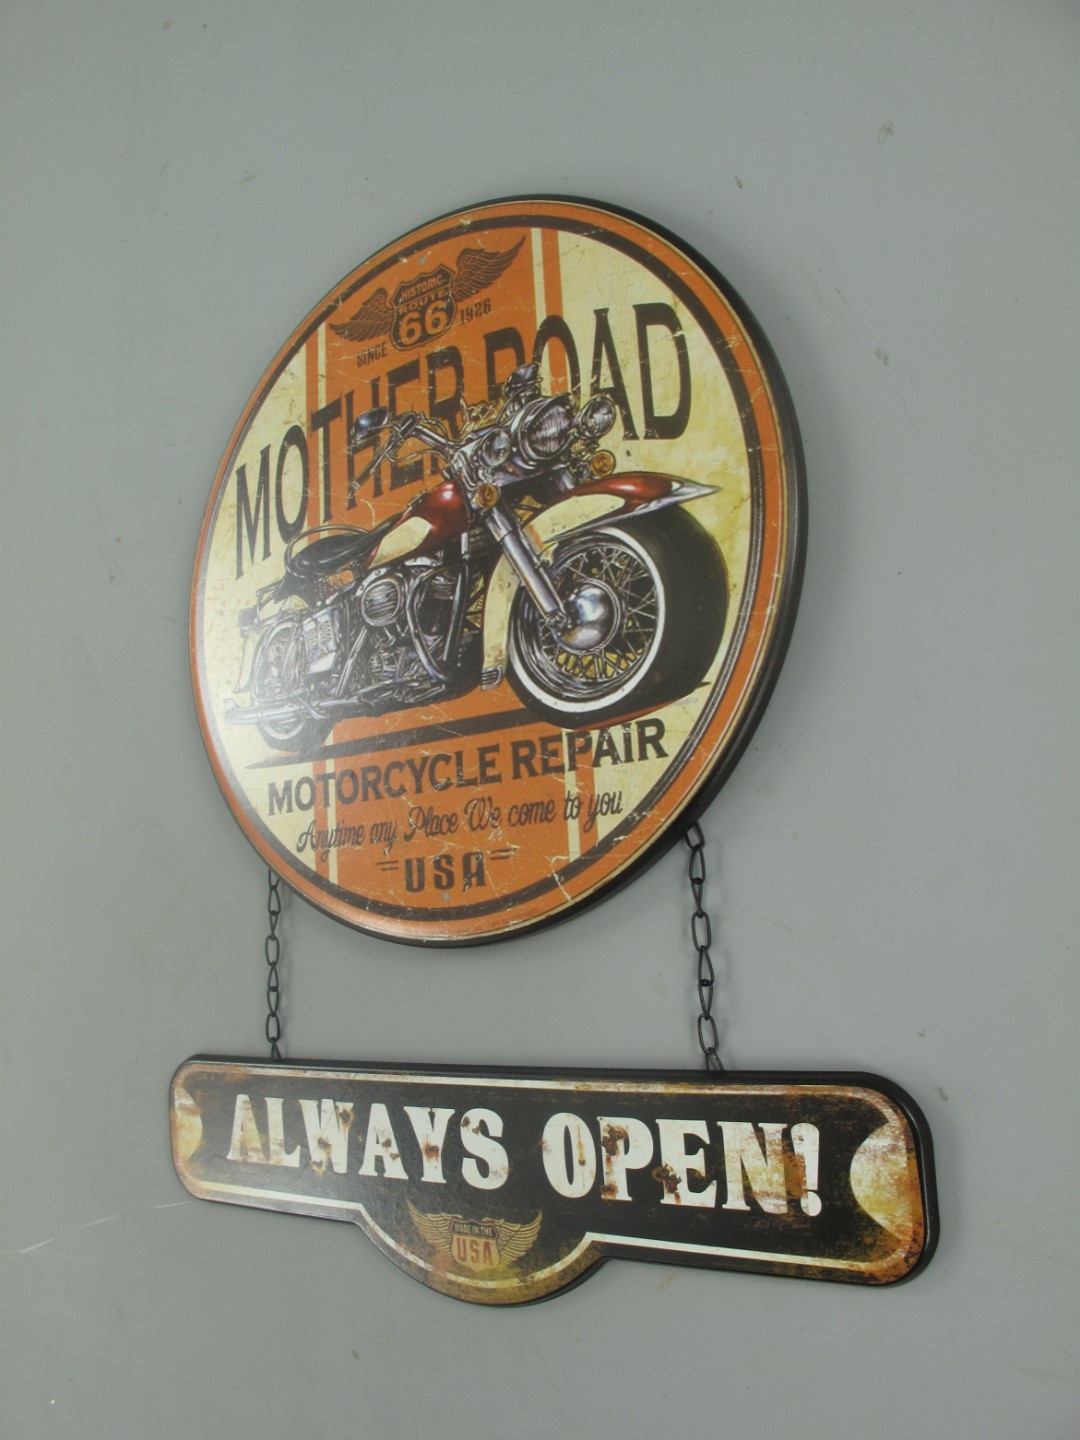 HISTORIC
ROUTE
66
SINCE 1926
MOTHER ROAD
MOTORCYCLE REPAIR
Anytime any Place We come to you
USA
ALWAYS OPEN!
MADE IN THE
USA